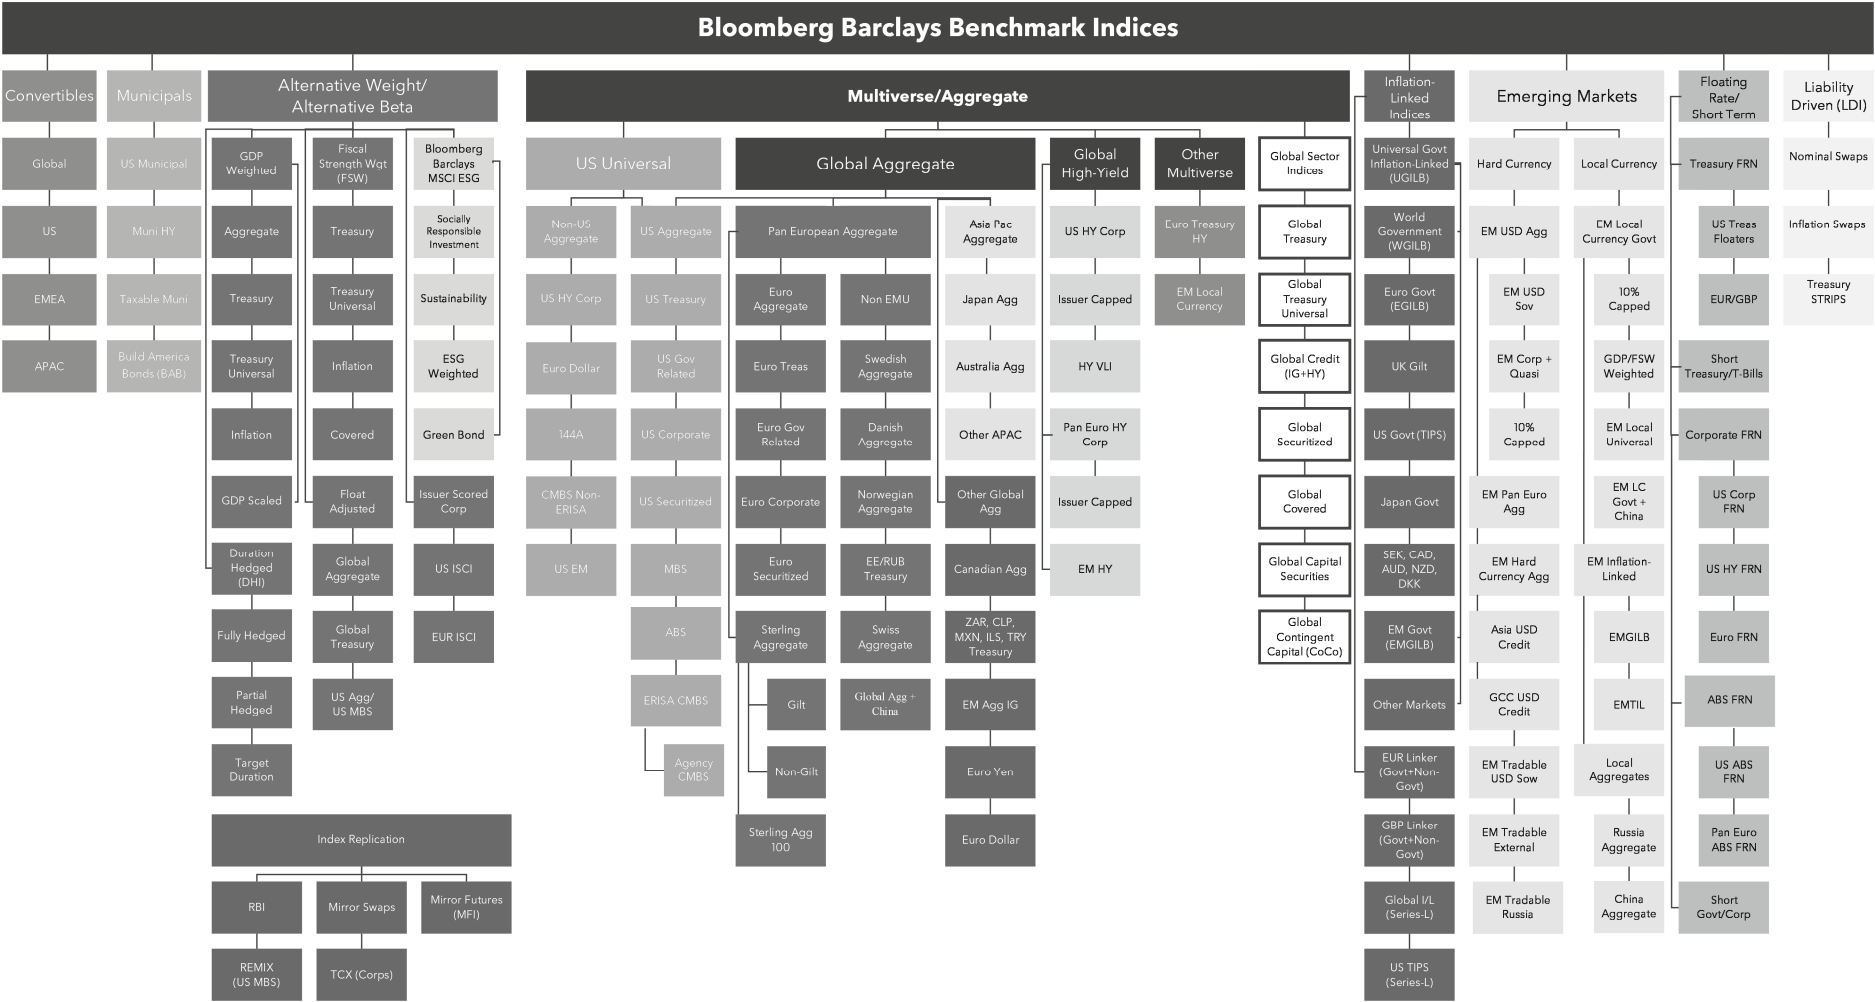 Bloomberg Barclays Benchmark Indices
Convertibles
Global
US
EMEA
APAC
Municipals
US Municipal
Muni HY
Taxable Muni
Build America
Bonds (BAB)
Alternative Weight/
Alternative Beta
GDP
Weighted
Aggregate
Treasury
Treasury
Universal
Inflation
GDP Scaled
Duration
Hedged
(DHI)
Fully Hedged
Partial
Hedged
Target
Duration
Fiscal
Strength Wgt
(FSW)
Treasury
Treasury
Universal
Inflation
Covered
Float
Adjusted
Global
Aggregate
Global
Treasury
US Agg/
US MBS
Bloomberg
Barclays
MSCI ESG
Socially
Responsible
Investment
Sustainability
ESG
Weighted
Green Bond
Issuer Scored
Corp
US ISCI
EUR ISCI
Index Replication
RBI
REMIX
(US MBS)
Mirror Swaps
TCX (Corps)
Mirror Futures
(MFI)
Multiverse/Aggregate
US Universal
Non-US
Aggregate
US HY Corp
Euro Dollar
144A
CMBS Non-
ERISA
US EM
US Aggregate
US Treasury
US Gov
Related
US Corporate
US Securitized
MBS
ABS
ERISA CMBS
Agency
CMBS
Global Aggregate
Pan European Aggregate
Euro
Aggregate
Euro Treas
Euro Gov
Related
Euro Corporate
Euro
Securitized
Sterling
Aggregate
Gilt
Non-Gilt
Sterling Agg
100
Non EMU
Swedish
Aggregate
Danish
Aggregate
Norwegian
Aggregate
EE/RUB
Treasury
Swiss
Aggregate
Global Agg +
China
Asia Pac
Aggregate
Japan Agg
Australia Agg
Other APAC
Other Global
Agg
Canadian Agg
ZAR, CLP,
MXN, ILS, TRY
Treasury
EM Agg IG
Euro Yen
Euro Dollar
Global
High-Yield
US HY Corp
Issuer Capped
HY VLI
Pan Euro HY
Corp
Issuer Capped
EM HY
Other
Multiverse
Euro Treasury
HY
EM Local
Currency
Global Sector
Indices
Global
Treasury
Global
Treasury
Universal
Global Credit
(IG+HY)
Global
Securitized
Global
Covered
Global Capital
Securities
Global
Contingent
Capital (CoCo)
Inflation-
Linked
Indices
Universal Govt
Inflation-Linked
(UGILB)
World
Government
(WGILB)
Euro Govt
(EGILB)
UK Gilt
US Govt (TIPS)
Japan Govt
SEK, CAD,
AUD, NZD,
DKK
EM Govt
(EMGILB)
Other Markets
EUR Linker
(Govt+Non-
Govt)
GBP Linker
(Govt+Non-
Govt)
Global I/L
(Series-L)
US TIPS
(Series-L)
Emerging Markets
Hard Currency
EM USD Agg
EM USD
Sov
EM Corp +
Quasi
10%
Capped
EM Pan Euro
Agg
EM Hard
Currency Agg
Asia USD
Credit
GCC USD
Credit
EM Tradable
USD Sow
EM Tradable
External
EM Tradable
Russia
Local Currency
EM Local
Currency Govt
10%
Capped
GDP/FSW
Weighted
EM Local
Universal
EM LC
Govt +
China
EM Inflation-
Linked
EMGILB
EMTIL
Local
Aggregates
Russia
Aggregate
China
Aggregate
Floating
Rate/
Short Term
Treasury FRN
US Treas
Floaters
EUR/GBP
Short
Treasury/T-Bills
Corporate FRN
US Corp
FRN
US HY FRN
Euro FRN
ABS FRN
US ABS
FRN
Pan Euro
ABS FRN
Short
Govt/Corp
Liability
Driven (LDI)
Nominal Swaps
Inflation Swaps
Treasury
STRIPS